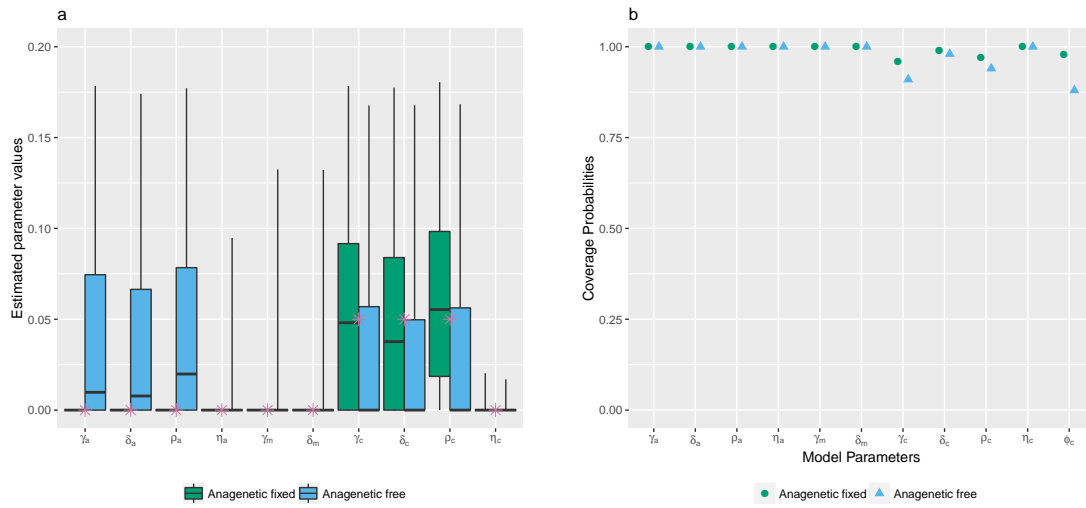 a
Estimated parameter values
0.20
0.15
0.10
0.05
0.00
γa δa ρa ηa γm δm γc δc ρc ηc
Anagenetic fixed Anagenetic free
b
Coverage Probabilities
1.00
0.75
0.50
0.25
0.00
γa δa ρa ηa γm δm γc δc ρc ηc ϕc
Model Parameters
Anagenetic fixed Anagenetic free